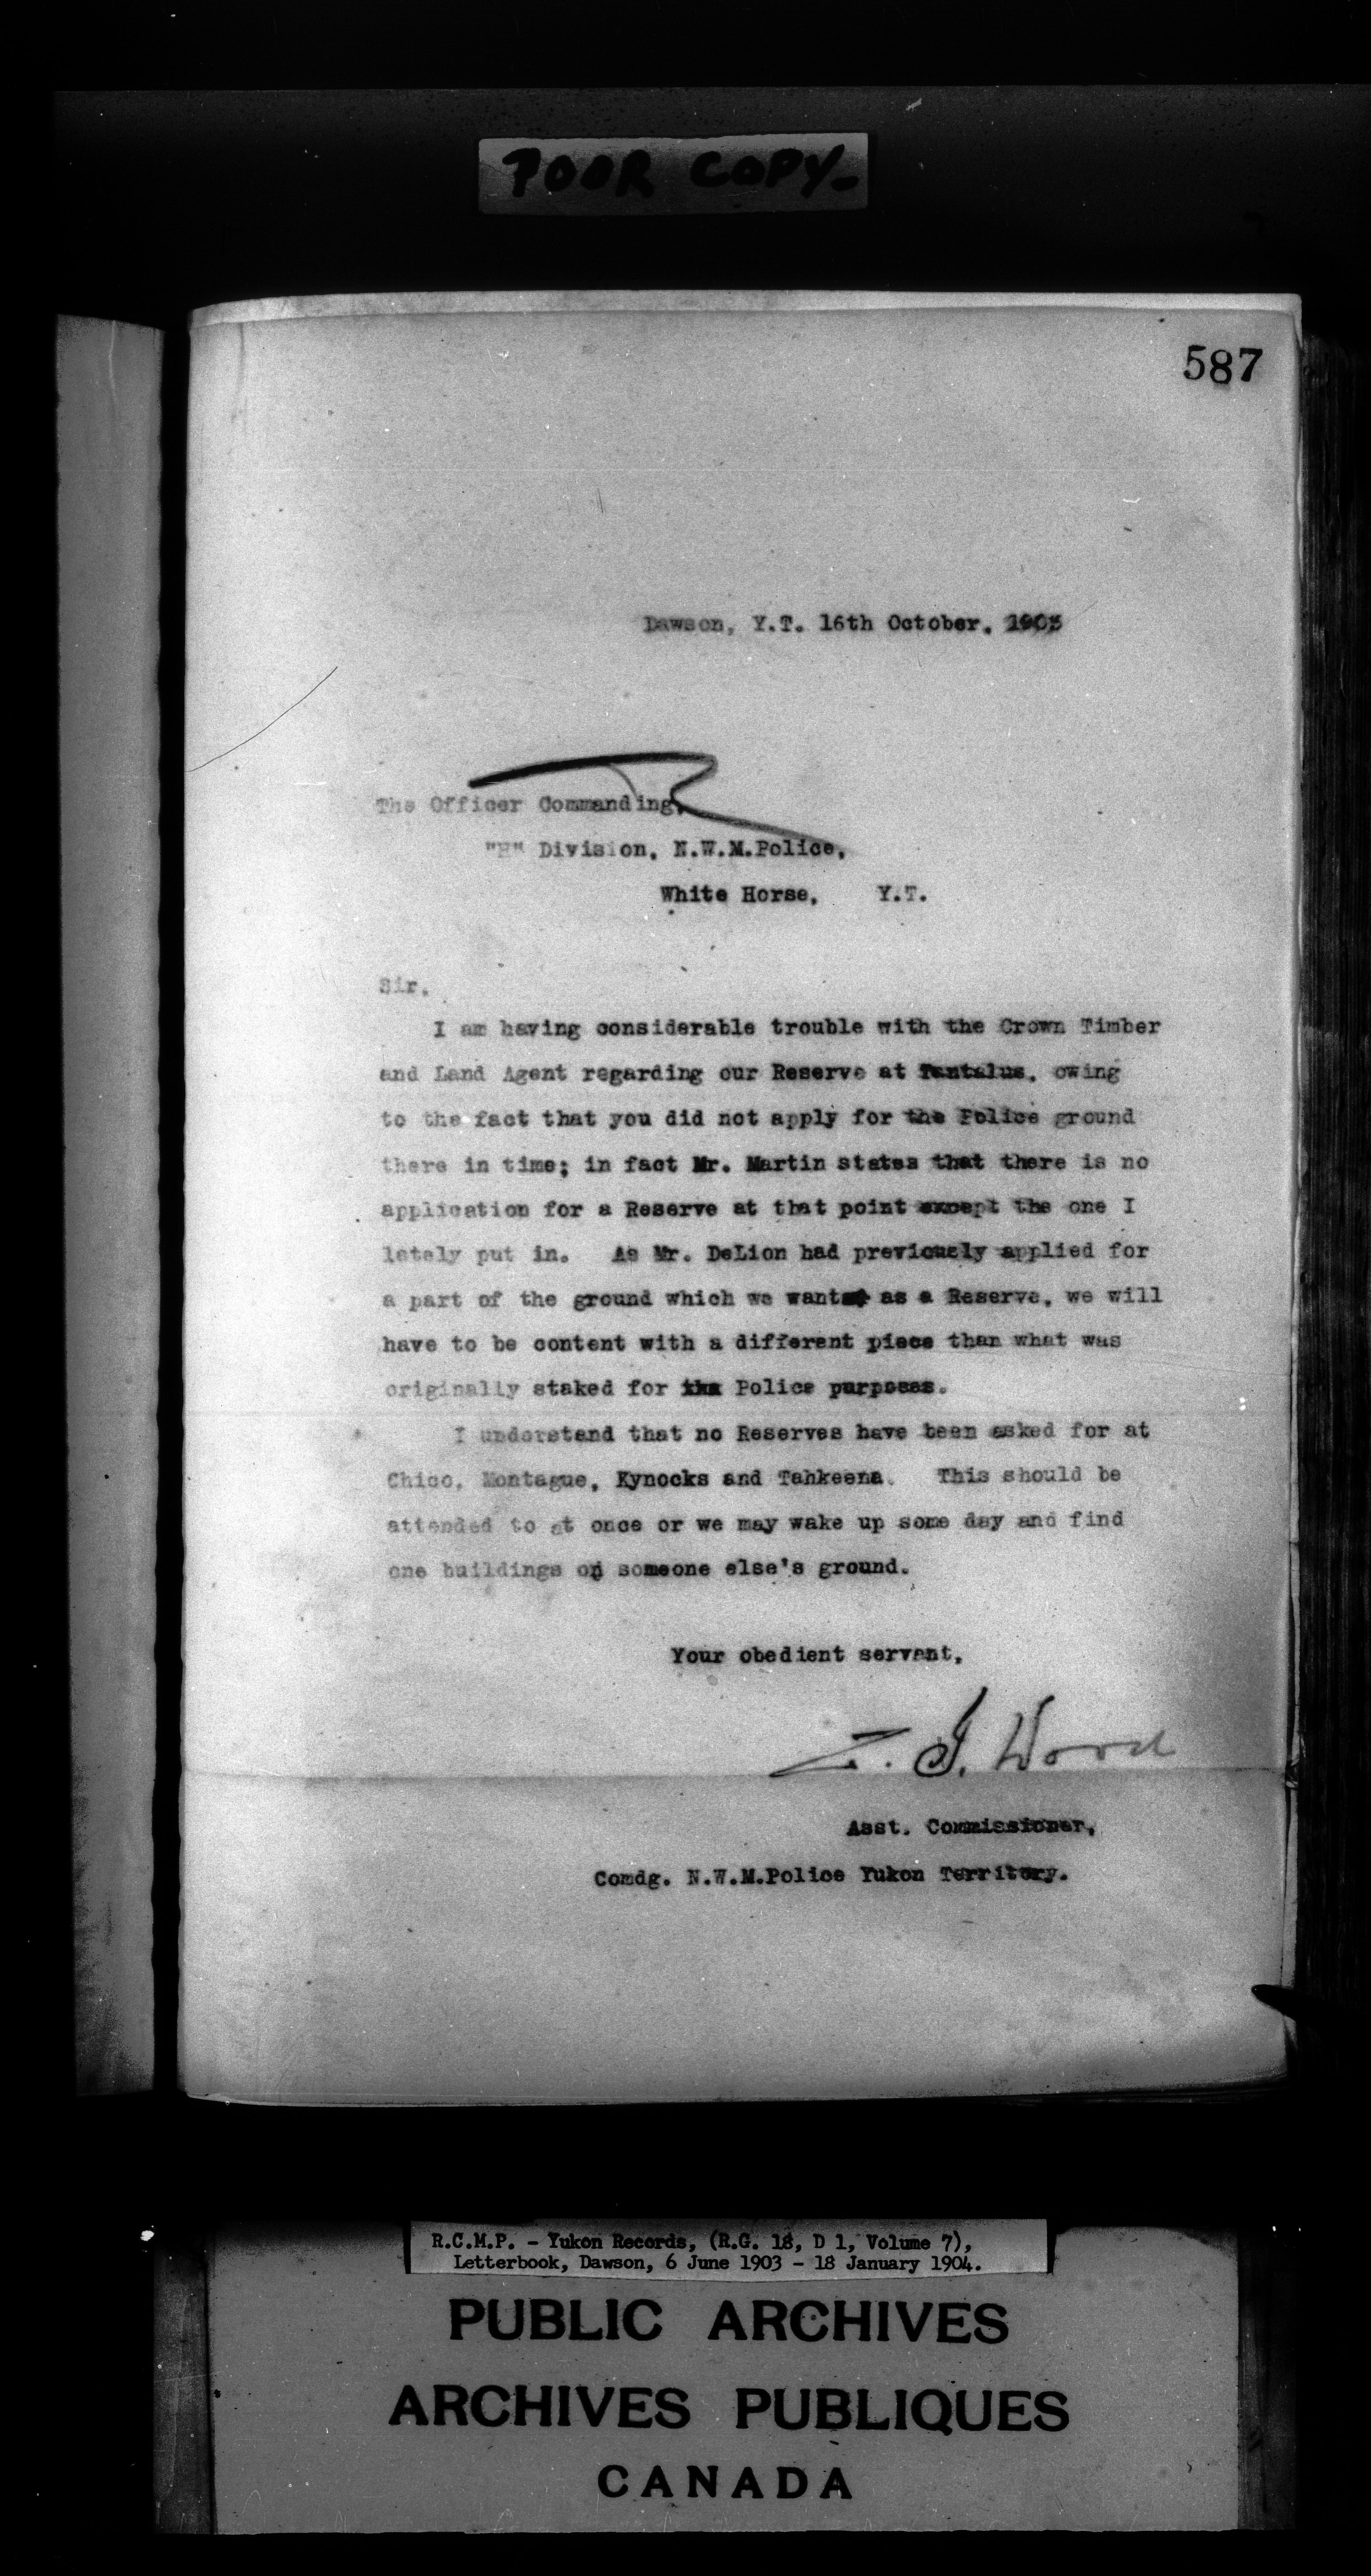 POOR COPY-
587
Dawson, Y.T. 16th October, 1903
The Officer Commanding,
"H" Division, N.W.M.Police,
White Horse, Y.T.
Sir,
I am having considerable trouble with the Crown Timber
and Land Agent regarding our Reserve at Tantalus, owing
to the fact that you did not apply for the Police ground
there in time; in fact Mr. Martin states that there is no
application for a Reserve at that point except the one I
lately put in. As Mr. DeLion had previously applied for
a part of the ground which we wanted as a Reserve, we will
have to be content with a different piece than what was
originally staked for the Police purposes.
I understand that no Reserves have been asked for at
Chico, Montague, Kynocks and Tahkeena. This should be
attended to at once or we may wake up some day and find
one buildings on someone else's ground.
Your obedient servant,
Z. T. Wood
Asst. Commissioner,
Comdg. N.W.M.Police Yukon Territory.
R.C.M.P. - Yukon Records, (R.G. 18, D 1, Volume 7),
Letterbook, Dawson, 6 June 1903 - 18 January 1904.
PUBLIC ARCHIVES
ARCHIVES PUBLIQUES
CANADA